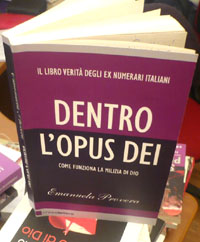 IL LIBRO VERITÀ DEGLI EX NUMERARI ITALIANI
DENTRO
L'OPUS DEI
COME FUNZIONA LA MILIZIA DI DIO
Emanuela Provera